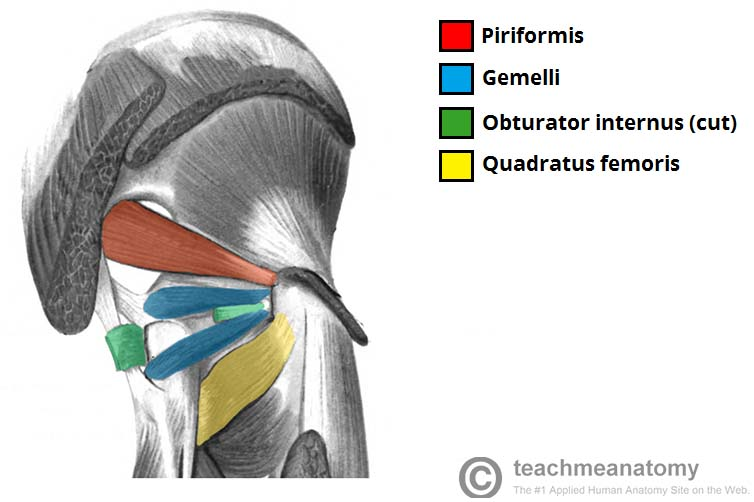 Piriformis
Gemelli
Obturator internus (cut)
Quadratus femoris
© teachmeanatomy
The #1 Applied Human Anatomy Site on the Web.